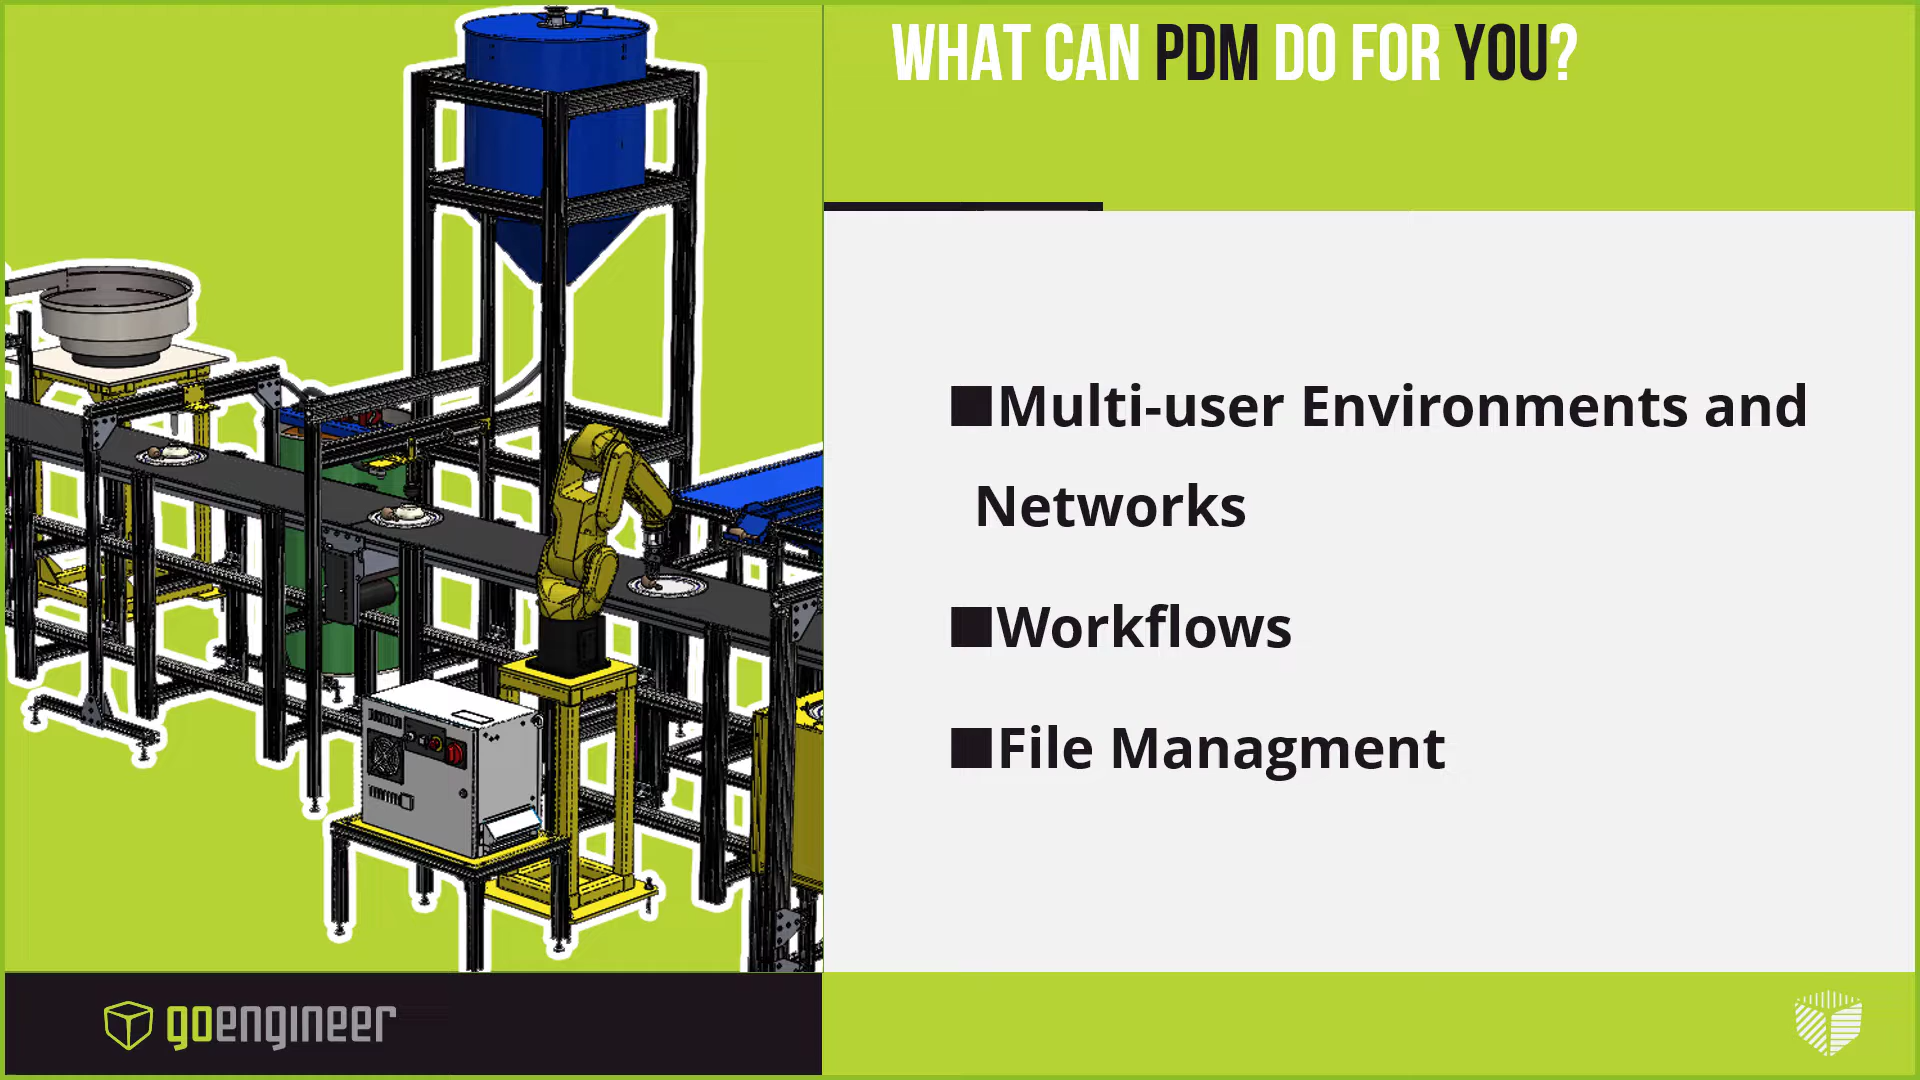 WHAT CAN PDM DO FOR YOU?
■Multi-user Environments and
Networks
■Workflows
■File Managment
goengineer